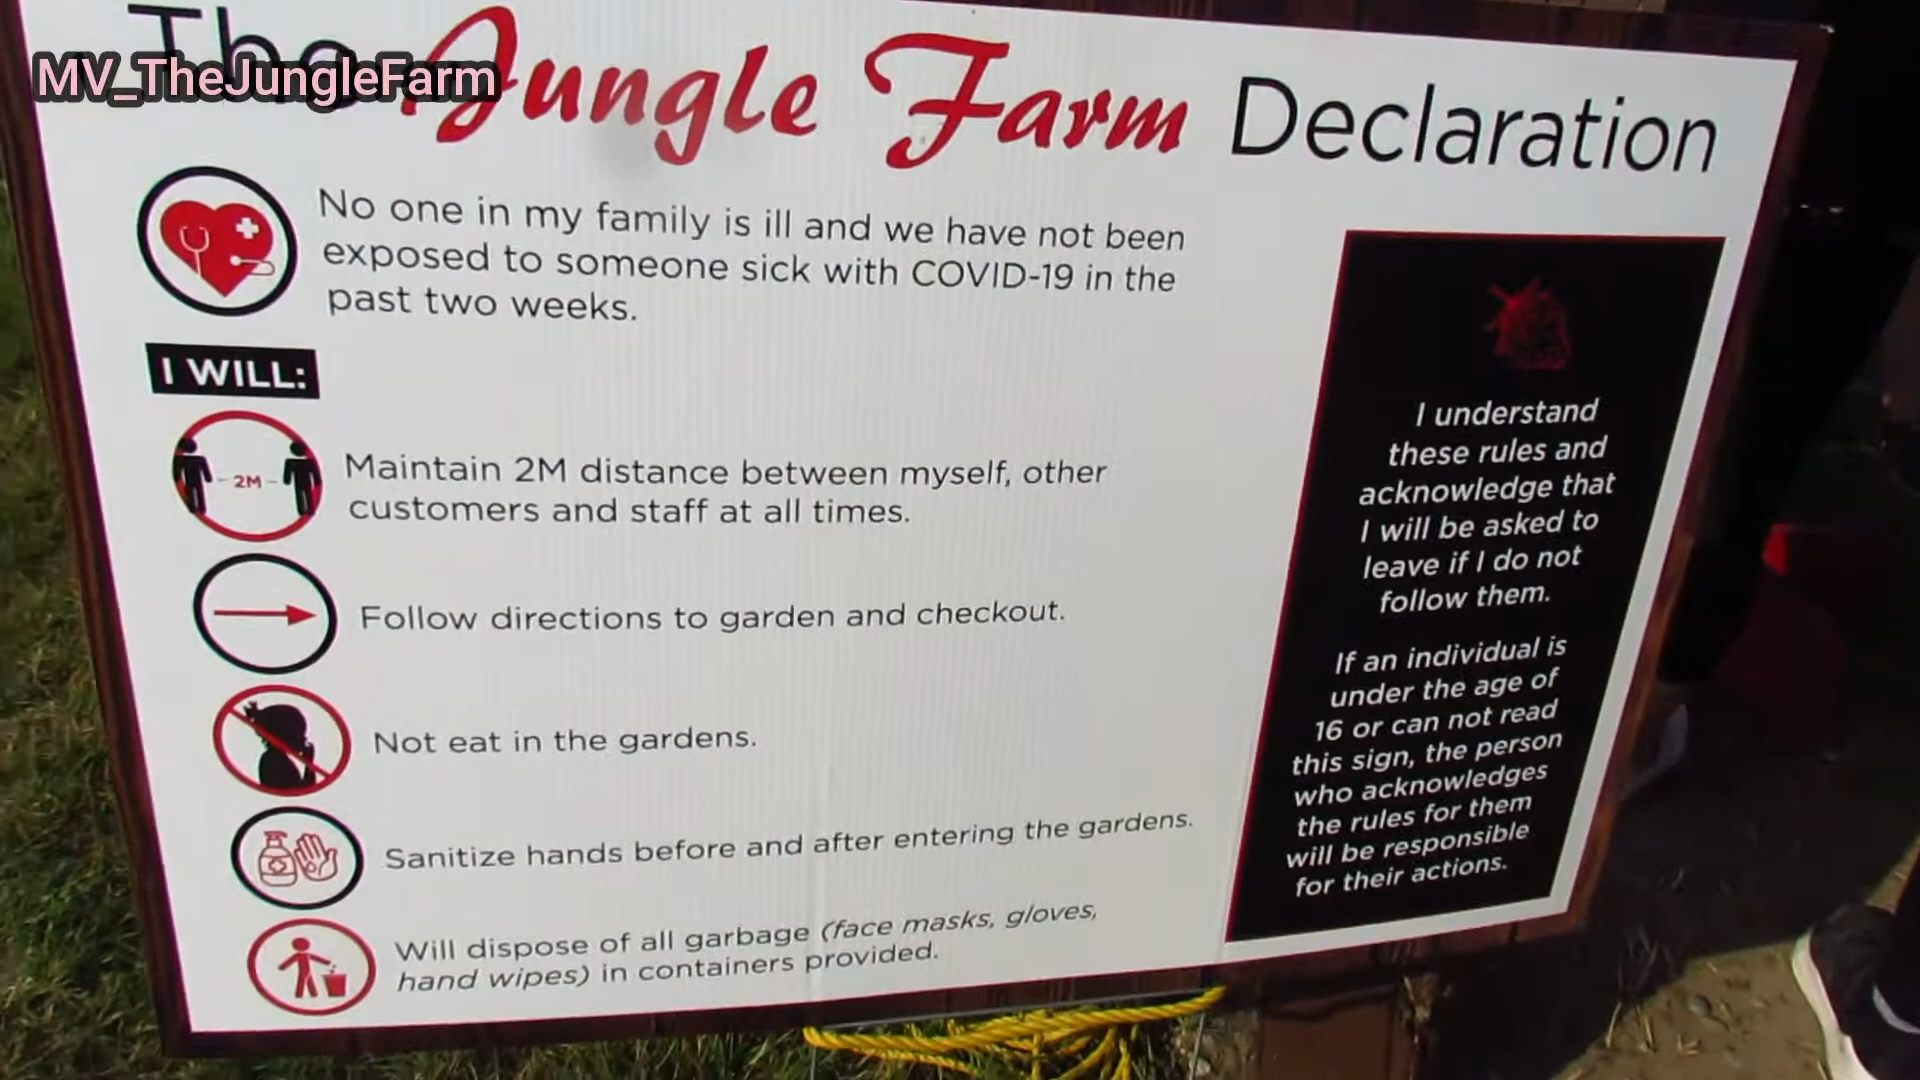 MV_TheJungleFarm
The Jungle Farm Declaration
No one in my family is ill and we have not been
exposed to someone sick with COVID-19 in the
past two weeks.
I WILL:
2M
Maintain 2M distance between myself, other
customers and staff at all times.
Follow directions to garden and checkout.
Not eat in the gardens.
Sanitize hands before and after entering the gardens.
Will dispose of all garbage (face masks, gloves,
hand wipes) in containers provided.
I understand
these rules and
acknowledge that
I will be asked to
leave if I do not
follow them.
If an individual is
under the age of
16 or can not read
this sign, the person
who acknowledges
the rules for them
will be responsible
for their actions.